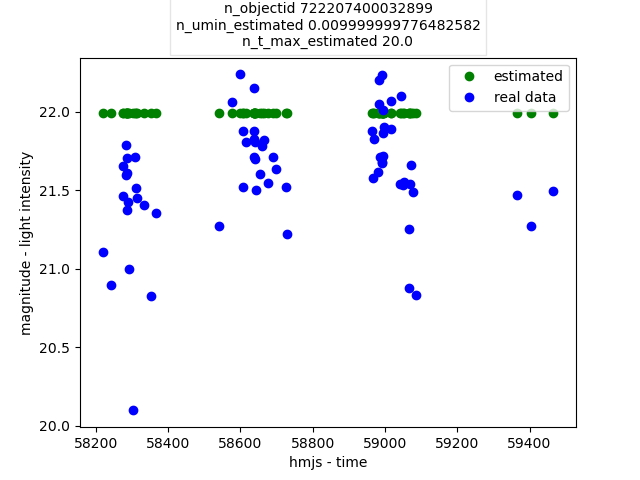 n_objectid 722207400032899
n_umin_estimated 0.009999999776482582
n_t_max_estimated 20.0
estimated
real data
22.0
21.5
21.0
20.5
20.0
magnitude - light intensity
58200 58400 58600 58800 59000 59200 59400
hmjs - time